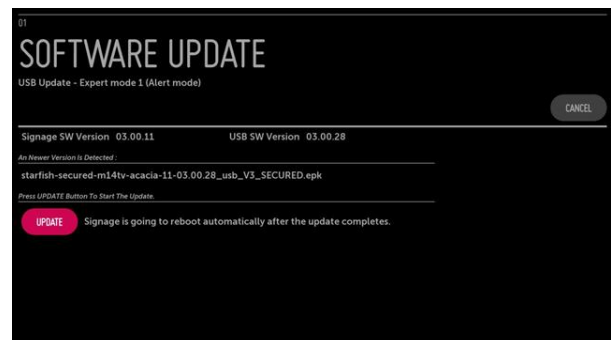 01
SOFTWARE UPDATE
USB Update - Expert mode 1 (Alert mode)
CANCEL
Signage SW Version 03.00.11 USB SW Version 03.00.28
An Newer Version Is Detected :
starfish-secured-m14tv-acacia-11-03.00.28_usb_V3_SECURED.epk
Press UPDATE Button To Start The Update.
UPDATE Signage is going to reboot automatically after the update completes.